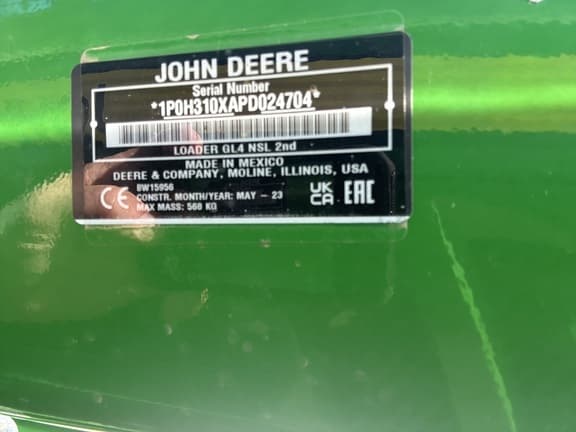 JOHN DEERE
Serial Number
*1P0H310XAPD024704*
LOADER GL4 NSL 2nd
MADE IN MEXICO
DEERE & COMPANY, MOLINE, ILLINOIS, USA
BW15956
CE CONSTR. MONTH/YEAR: MAY - 23 UK CA EAC
MAX MASS: 568 KG